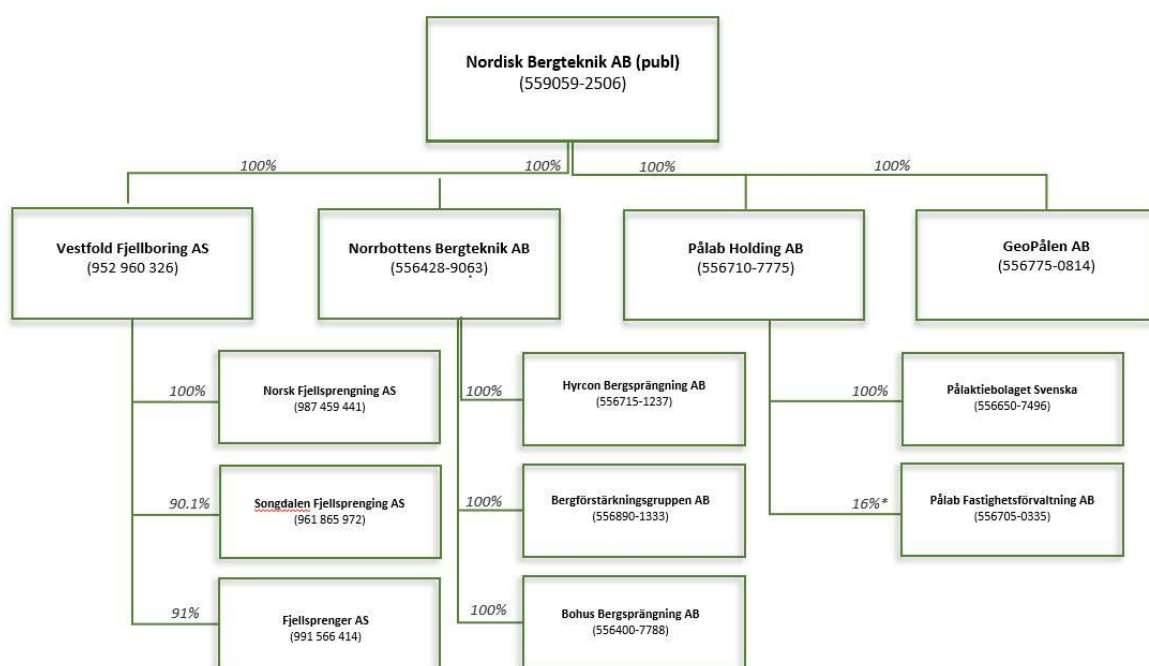 Nordisk Bergteknik AB (publ)
(559059-2506)
100%
100%
100%
100%
Vestfold Fjellboring AS
(952 960 326)
Norrbottens Bergteknik AB
(556428-9063)
Pålab Holding AB
(556710-7775)
GeoPålen AB
(556775-0814)
100%
Norsk Fjellsprengning AS
(987 459 441)
100%
Hyrcon Bergsprängning AB
(556715-1237)
100%
Pålaktiebolaget Svenska
(556650-7496)
90.1%
Songdalen Fjellsprenging AS
(961 865 972)
100%
Bergförstärkningsgruppen AB
(556890-1333)
16%*
Pålab Fastighetsförvaltning AB
(556705-0335)
91%
Fjellsprenger AS
(991 566 414)
100%
Bohus Bergsprängning AB
(556400-7788)